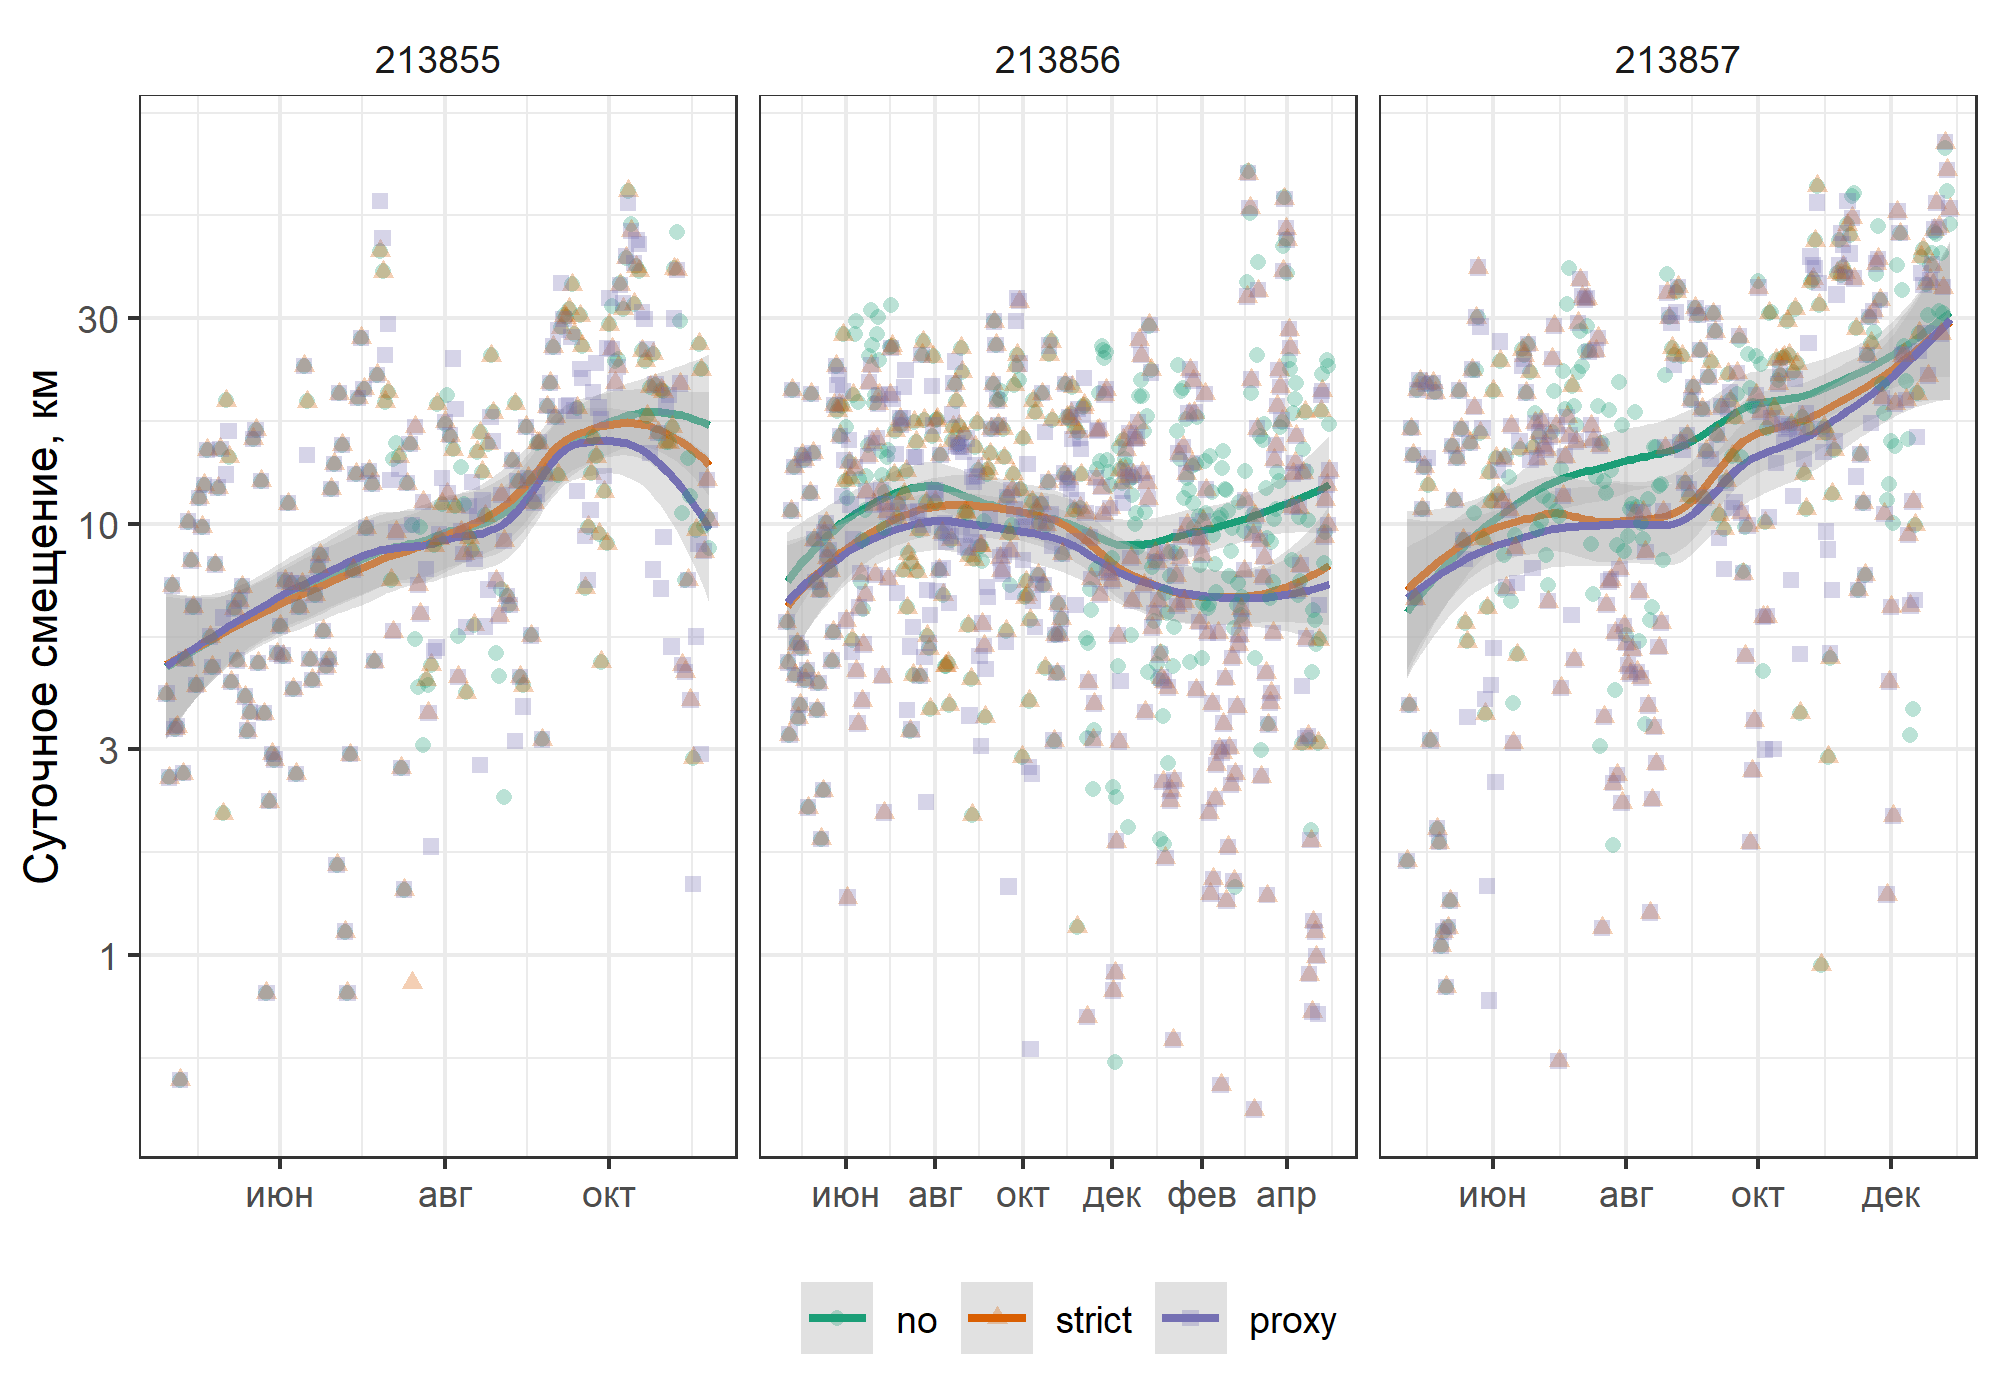 213855 213856 213857
Суточное смещение, км
30
10
3
1
июн авг окт июн авг окт дек фев апр июн авг окт дек
no strict proxy